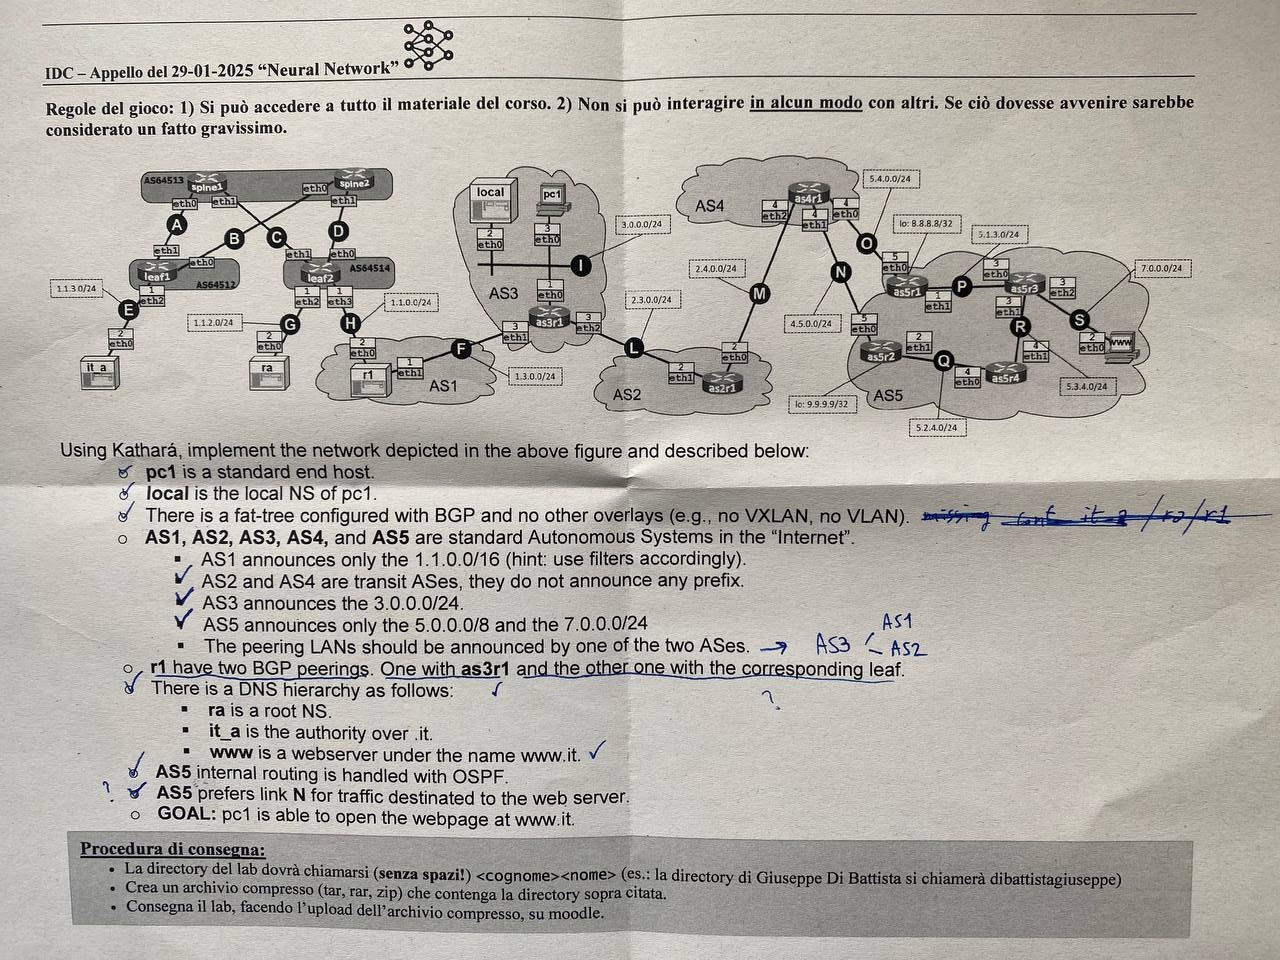 IDC – Appello del 29-01-2025 “Neural Network”
Regole del gioco: 1) Si può accedere a tutto il materiale del corso. 2) Non si può interagire in alcun modo con altri. Se ciò dovesse avvenire sarebbe
considerato un fatto gravissimo.
AS64513 spine1 spine2
eth0 eth1 eth0 eth1
A B C D
eth1 eth0 eth1 eth0
leaf1 AS64512 leaf2 AS64514
1 eth2 1 eth2 1 eth3
1.1.3.0/24 E
1.1.2.0/24 G H 1.1.0.0/24
2 eth0 2 eth0 2 eth0
it_a ra r1 1 eth1 AS1
F 1.3.0.0/24
local pc1
2 eth0 3 eth0
I 3.0.0.0/24
AS3 1 eth0
as3r1
3 eth1 3 eth2
2.3.0.0/24 L
2 eth1 as2r1 2 eth0
AS2
2.4.0.0/24 M
AS4 4 eth2 as4r1 4 eth1 4 eth0
5.4.0.0/24 O
N 4.5.0.0/24
lo: 8.8.8.8/32
5 eth0 as5r1 1 eth1
P 5.1.3.0/24
3 eth0 as5r3 3 eth2 3 eth1
7.0.0.0/24 S
2 eth0 www
R 4 eth1 5.3.4.0/24
5 eth0 as5r2 2 eth1
Q 4 eth0 as5r4
lo: 9.9.9.9/32 AS5
5.2.4.0/24
Using Kathará, implement the network depicted in the above figure and described below:
pc1 is a standard end host.
local is the local NS of pc1.
There is a fat-tree configured with BGP and no other overlays (e.g., no VXLAN, no VLAN). missing conf it_a /ra/r1
AS1, AS2, AS3, AS4, and AS5 are standard Autonomous Systems in the “Internet”.
AS1 announces only the 1.1.0.0/16 (hint: use filters accordingly).
AS2 and AS4 are transit ASes, they do not announce any prefix.
AS3 announces the 3.0.0.0/24.
AS5 announces only the 5.0.0.0/8 and the 7.0.0.0/24
The peering LANs should be announced by one of the two ASes. → AS3 AS1 AS2
r1 have two BGP peerings. One with as3r1 and the other one with the corresponding leaf.
There is a DNS hierarchy as follows: ?
ra is a root NS.
it_a is the authority over .it.
www is a webserver under the name www.it.
AS5 internal routing is handled with OSPF.
? AS5 prefers link N for traffic destinated to the web server.
GOAL: pc1 is able to open the webpage at www.it.
Procedura di consegna:
La directory del lab dovrà chiamarsi (senza spazi!) <cognome><nome> (es.: la directory di Giuseppe Di Battista si chiamerà dibattistagiuseppe)
Crea un archivio compresso (tar, rar, zip) che contenga la directory sopra citata.
Consegna il lab, facendo l’upload dell’archivio compresso, su moodle.